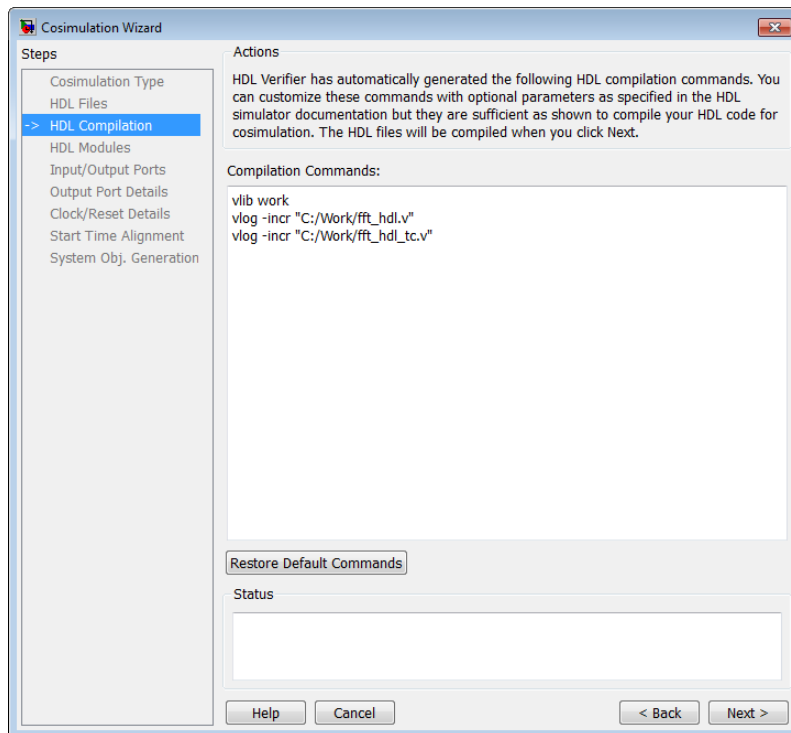 Cosimulation Wizard
Steps
Cosimulation Type
HDL Files
-> HDL Compilation
HDL Modules
Input/Output Ports
Output Port Details
Clock/Reset Details
Start Time Alignment
System Obj. Generation
Actions
HDL Verifier has automatically generated the following HDL compilation commands. You
can customize these commands with optional parameters as specified in the HDL
simulator documentation but they are sufficient as shown to compile your HDL code for
cosimulation. The HDL files will be compiled when you click Next.
Compilation Commands:
vlib work
vlog -incr "C:/Work/fft_hdl.v"
vlog -incr "C:/Work/fft_hdl_tc.v"
Restore Default Commands
Status
Help
Cancel
< Back
Next >